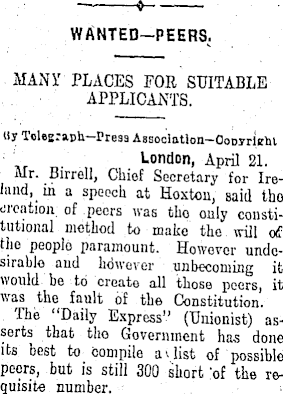 WANTED—PEERS.
MANY PLACES FOR SUITABLE
APPLICANTS.
By Telegraph—Press Association—Copyright
London, April 21.
Mr. Birrell, Chief Secretary for Ire-
land, in a speech at Hoxton, said the
creation of peers was the only consti-
tutional method to make the will of
the people paramount. However unde-
sirable and however unbecoming it
would be to create all those peers, it
was the fault of the Constitution.
The "Daily Express" (Unionist) as-
serts that the Government has done
its best to compile a list of possible
peers, but is still 300 short of the re-
quisite number.